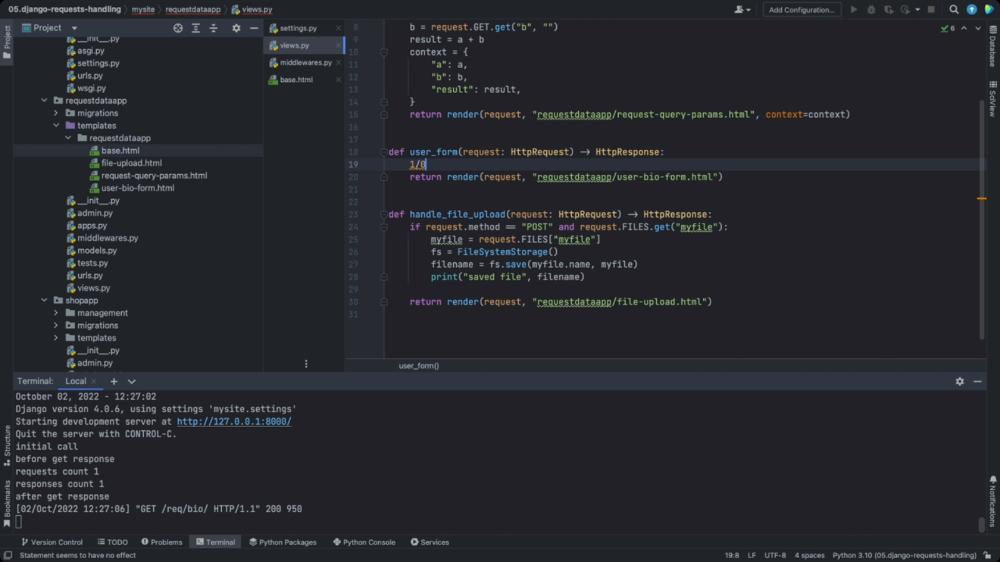 05.django-requests-handling
mysite
requestdataapp
views.py
Add Configuration...
Project
Project
__init__.py
asgi.py
settings.py
urls.py
wsgi.py
requestdataapp
migrations
templates
requestdataapp
base.html
file-upload.html
request-query-params.html
user-bio-form.html
__init__.py
admin.py
apps.py
middlewares.py
models.py
tests.py
urls.py
views.py
shopapp
management
migrations
templates
__init__.py
admin.py
settings.py
views.py
middlewares.py
base.html
8 b = request.GET.get("b", "")
9 result = a + b
10 context = {
11 "a": a,
12 "b": b,
13 "result": result,
14 }
15 return render(request, "requestdataapp/request-query-params.html", context=context)
16
17
18 def user_form(request: HttpRequest) → HttpResponse:
19 1/0
20 return render(request, "requestdataapp/user-bio-form.html")
21
22
23 def handle_file_upload(request: HttpRequest) → HttpResponse:
24 if request.method == "POST" and request.FILES.get("myfile"):
25 myfile = request.FILES["myfile"]
26 fs = FileSystemStorage()
27 filename = fs.save(myfile.name, myfile)
28 print("saved file", filename)
29
30 return render(request, "requestdataapp/file-upload.html")
31
6
user_form()
Database
SciView
Notifications
Structure
Bookmarks
Terminal:
Local
October 02, 2022 - 12:27:02
Django version 4.0.6, using settings 'mysite.settings'
Starting development server at http://127.0.0.1:8000/
Quit the server with CONTROL-C.
initial call
before get response
requests count 1
responses count 1
after get response
[02/Oct/2022 12:27:06] "GET /req/bio/ HTTP/1.1" 200 950
Version Control
TODO
Problems
Terminal
Python Packages
Python Console
Services
Statement seems to have no effect
19:8
LF
UTF-8
4 spaces
Python 3.10 (05.django-requests-handling)